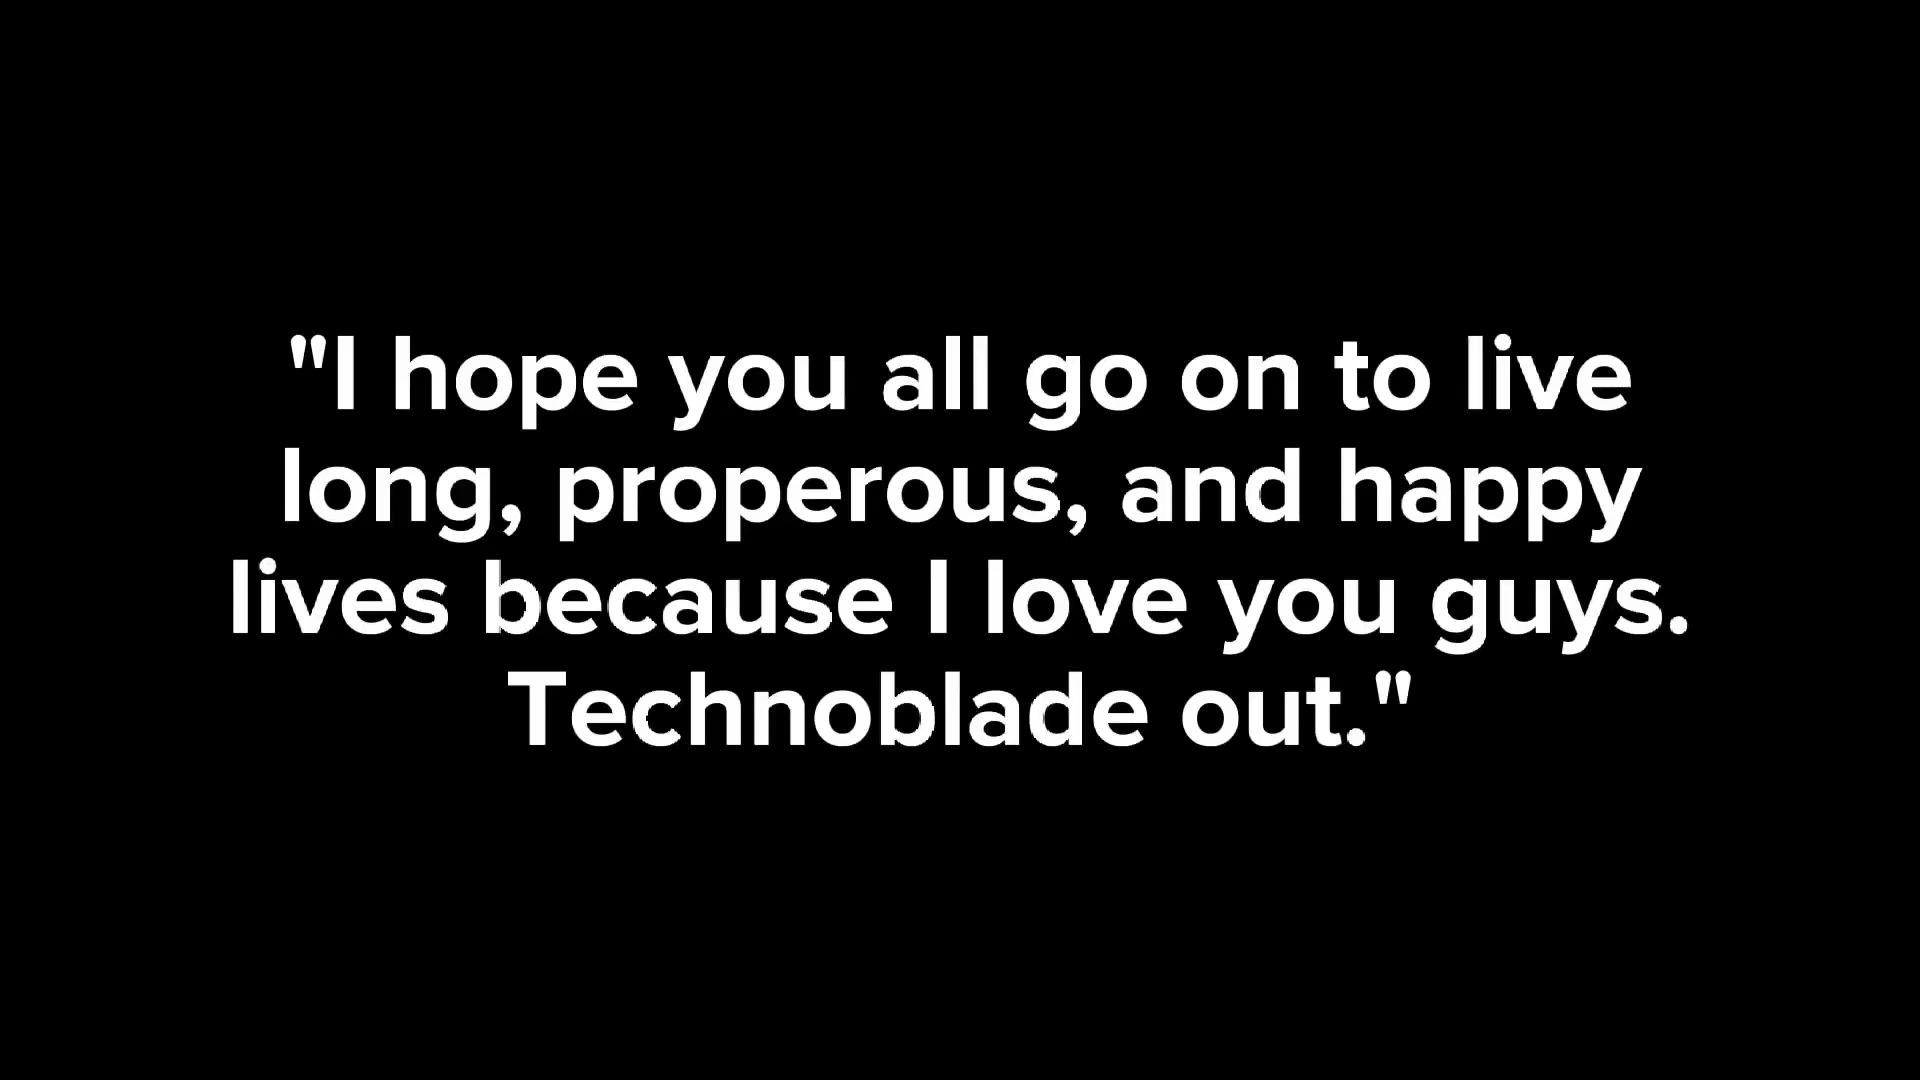 "I hope you all go on to live
long, properous, and happy
lives because I love you guys.
Technoblade out."